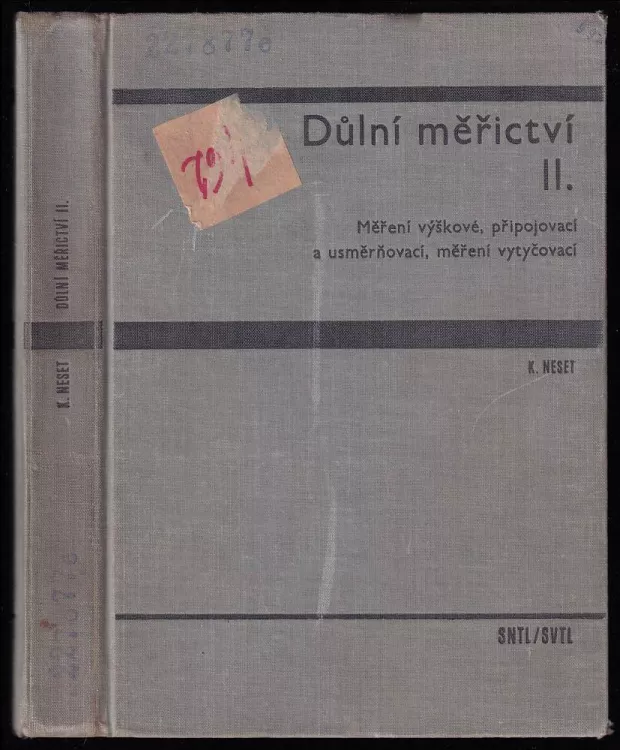 Důlní měřictví
II.
Měření výškové, připojovací
a usměrňovací, měření vytyčovací
K. NESET
SNTL/SVTL
K. NESET DŮLNÍ MĚŘICTVÍ II.